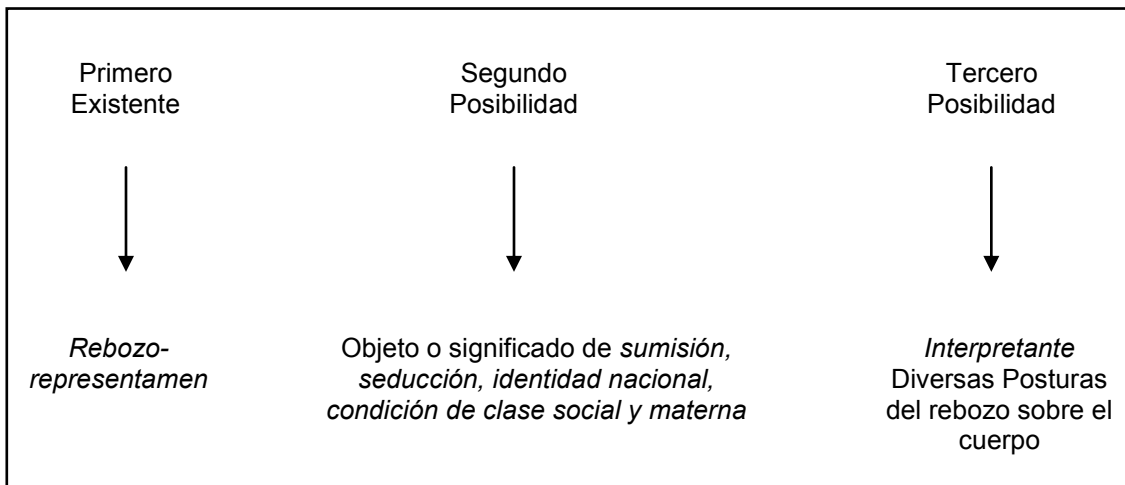 Primero
Existente
Segundo
Posibilidad
Tercero
Posibilidad
Rebozo-
representamen
Objeto o significado de sumisión,
seducción, identidad nacional,
condición de clase social y materna
Interpretante
Diversas Posturas
del rebozo sobre el
cuerpo